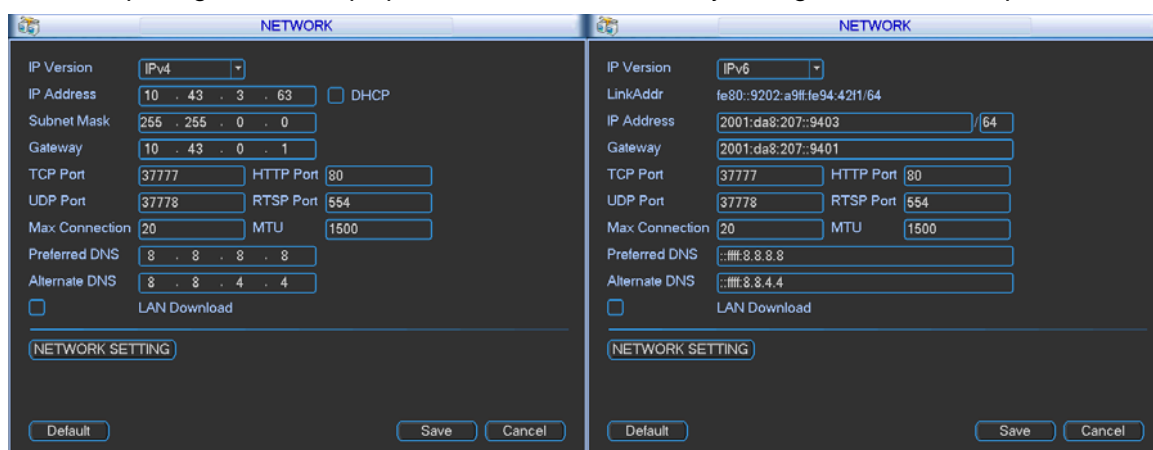 NETWORK
IP Version IPv4
IP Address 10 . 43 . 3 . 63 DHCP
Subnet Mask 255 . 255 . 0 . 0
Gateway 10 . 43 . 0 . 1
TCP Port 37777 HTTP Port 80
UDP Port 37778 RTSP Port 554
Max Connection 20 MTU 1500
Preferred DNS 8 . 8 . 8 . 8
Alternate DNS 8 . 8 . 4 . 4
LAN Download
NETWORK SETTING
Default Save Cancel
NETWORK
IP Version IPv6
LinkAddr fe80::9202:a9ff:fe94:42f1/64
IP Address 2001:da8:207::9403 / 64
Gateway 2001:da8:207::9401
TCP Port 37777 HTTP Port 80
UDP Port 37778 RTSP Port 554
Max Connection 20 MTU 1500
Preferred DNS ::ffff:8.8.8.8
Alternate DNS ::ffff:8.8.4.4
LAN Download
NETWORK SETTING
Default Save Cancel